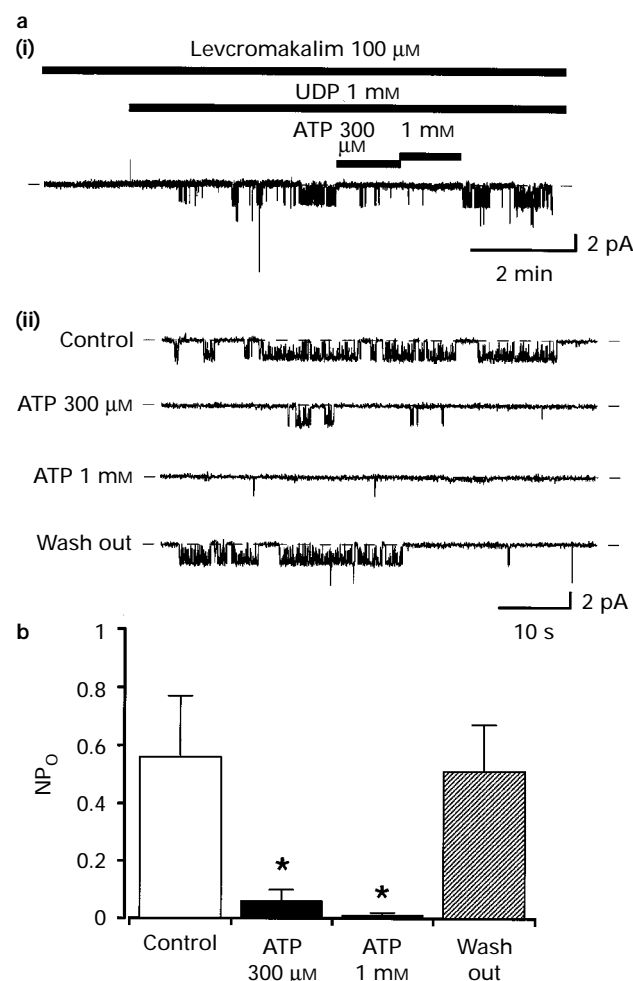 a
(i)
Levcromakalim 100 μM
UDP 1 mM
ATP 300 μM
1 mM
2 pA
2 min
(ii)
Control
ATP 300 μM
ATP 1 mM
Wash out
2 pA
10 s
b
1
0.8
0.6
0.4
0.2
0
NPO
*
*
Control
ATP 300 μM
ATP 1 mM
Wash out